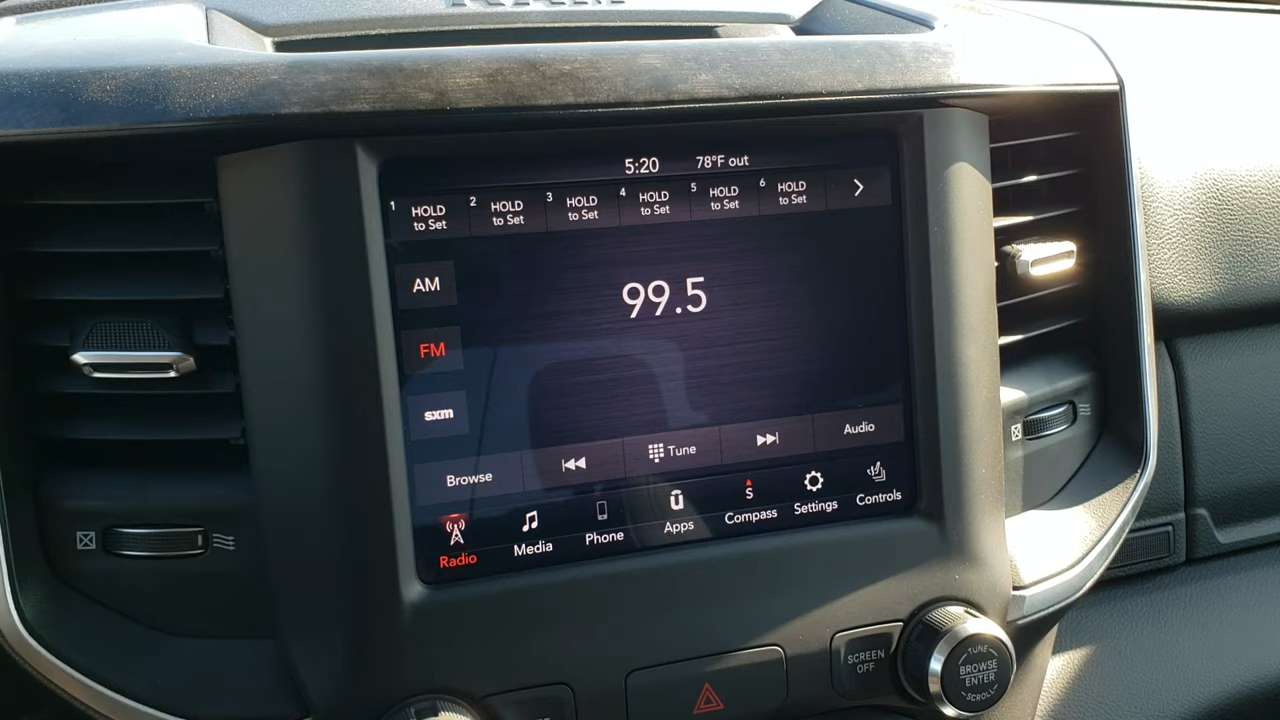 RAM
5:20 78°F out
1 HOLD to Set
2 HOLD to Set
3 HOLD to Set
4 HOLD to Set
5 HOLD to Set
6 HOLD to Set
AM
99.5
FM
sxm
Browse
Tune
Audio
Radio
Media
Phone
Apps
S
Compass
Settings
Controls
SCREEN
OFF
TUNE
BROWSE
ENTER
SCROLL